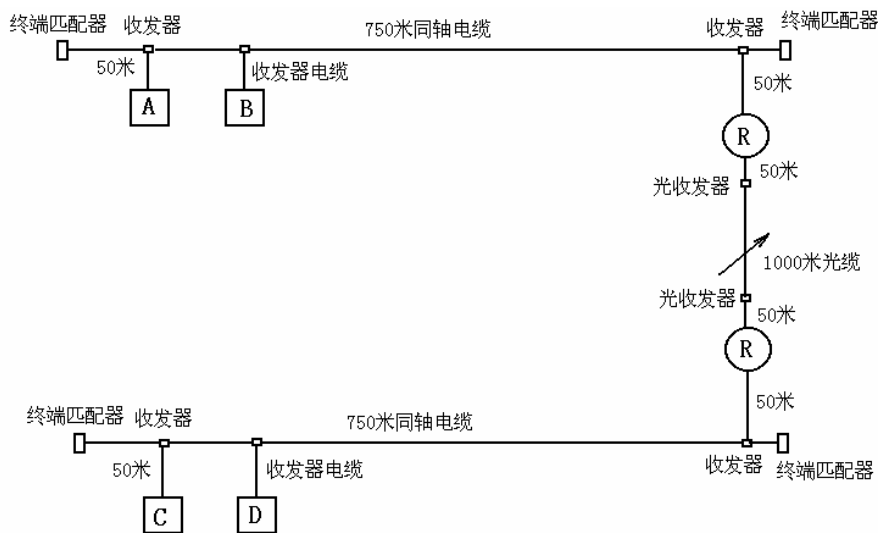 终端匹配器 收发器 750米同轴电缆 收发器 终端匹配器
50米 收发器电缆 50米
A B
R
50米
光收发器
1000米光缆
光收发器
50米
R
50米
终端匹配器 收发器 750米同轴电缆
50米 收发器电缆 收发器 终端匹配器
C D